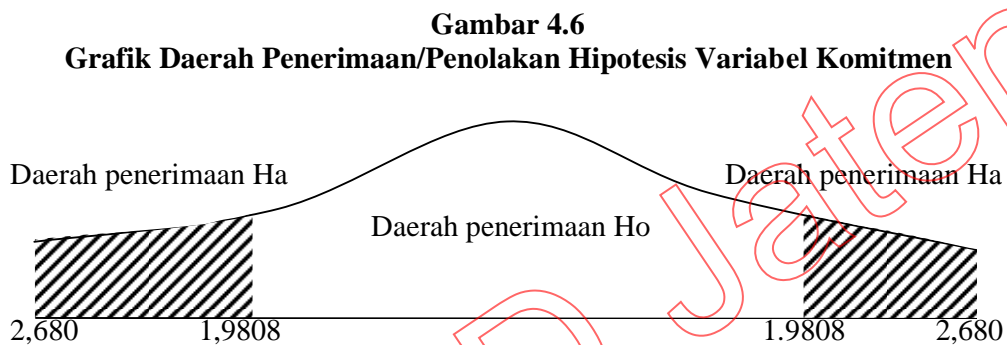 Gambar 4.6
Grafik Daerah Penerimaan/Penolakan Hipotesis Variabel Komitmen
Daerah penerimaan Ha Daerah penerimaan Ha
Daerah penerimaan Ho
2,680 1,9808 1.9808 2,680
D Jaten